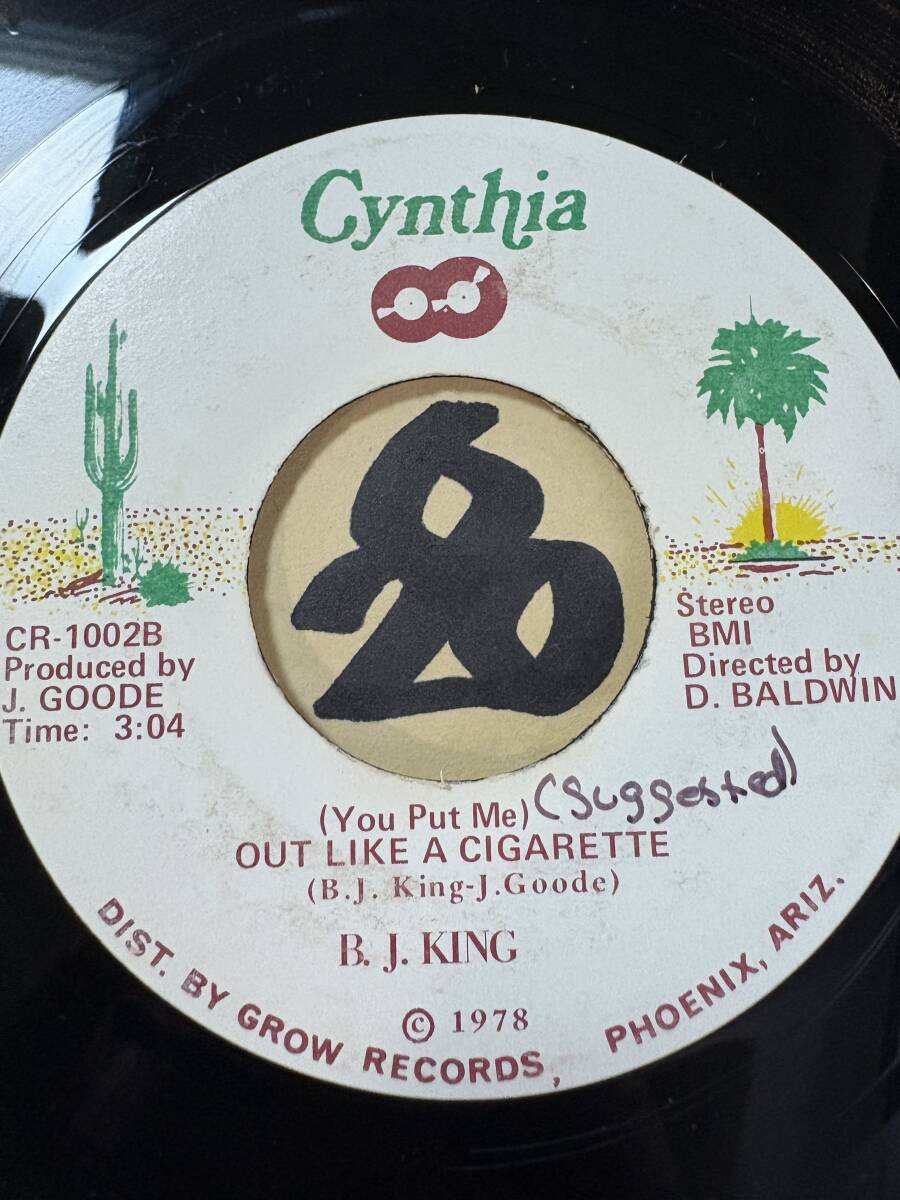 Cynthia
CR-1002B
Produced by
J. GOODE
Time: 3:04
Stereo
BMI
Directed by
D. BALDWIN
(You Put Me) (Suggested)
OUT LIKE A CIGARETTE
(B.J. King-J.Goode)
B. J. KING
© 1978
DIST. BY GROW RECORDS, PHOENIX, ARIZ.